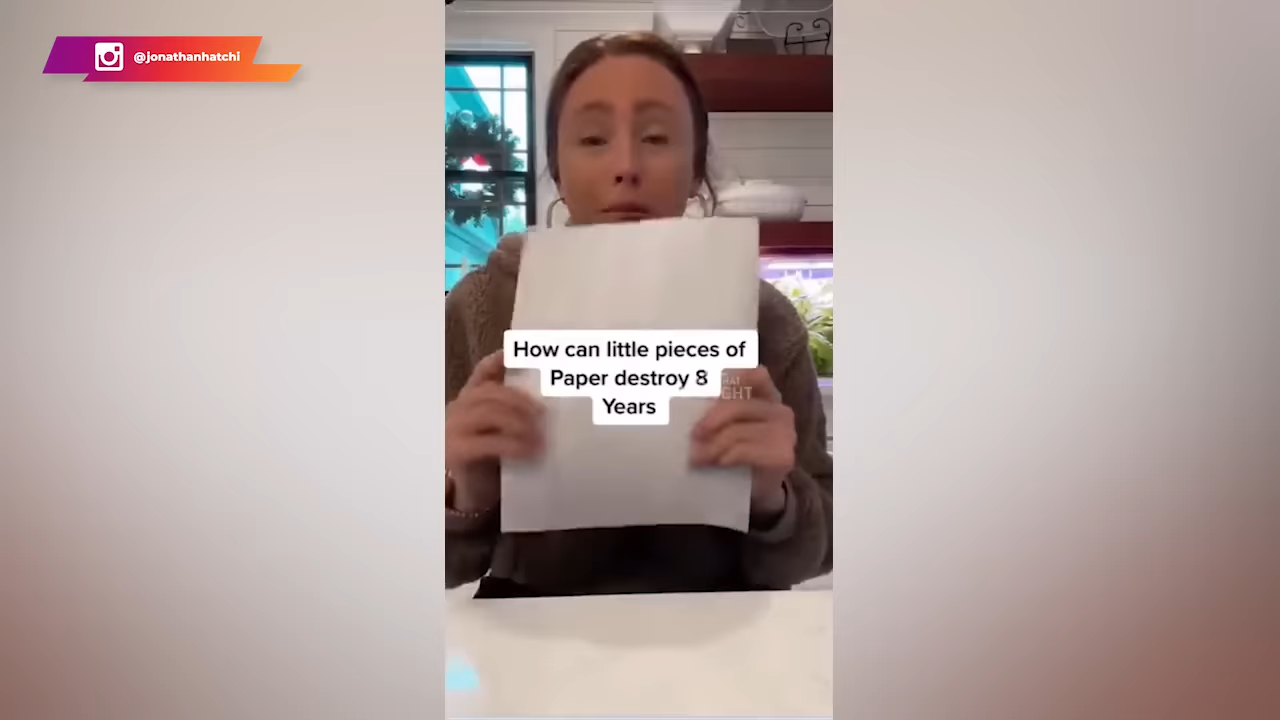 @jonathanhatchi
How can little pieces of
Paper destroy 8
Years